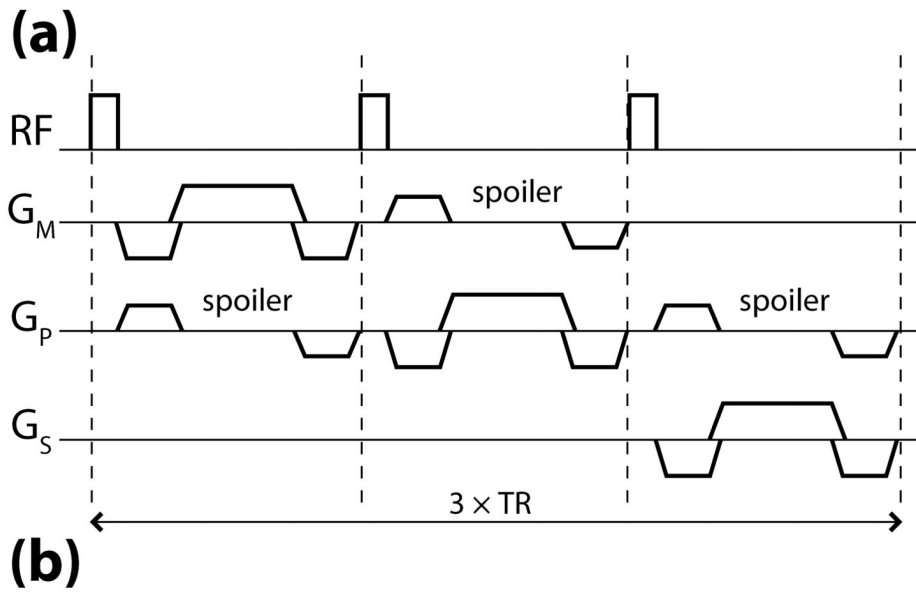 (a)
RF
G_M spoiler
G_P spoiler spoiler
G_S
3 × TR
(b)